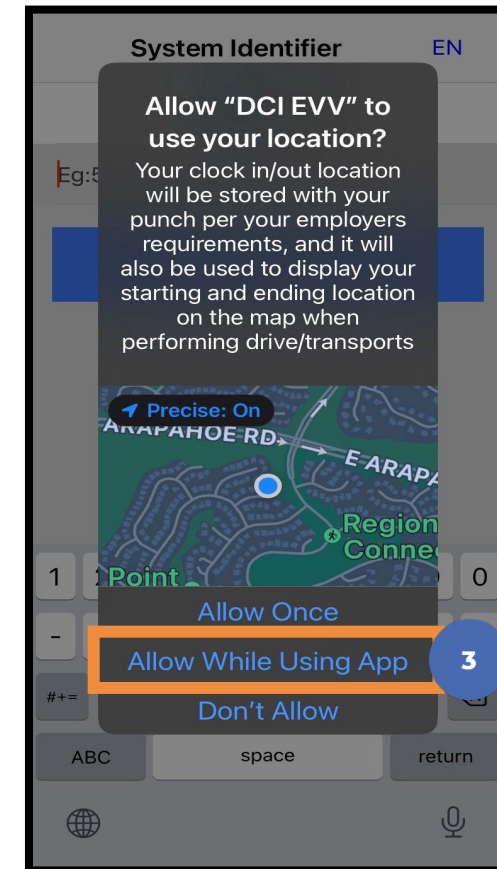 System Identifier
EN
Allow “DCI EVV” to
use your location?
Your clock in/out location
will be stored with your
punch per your employers
requirements, and it will
also be used to display your
starting and ending location
on the map when
performing drive/transports
Eg:5
Precise: On
ARAPAHOE RD
E ARAPA
Region
Conne
Point
1
0
Allow Once
-
Allow While Using App
3
#+=
Don’t Allow
ABC
space
return